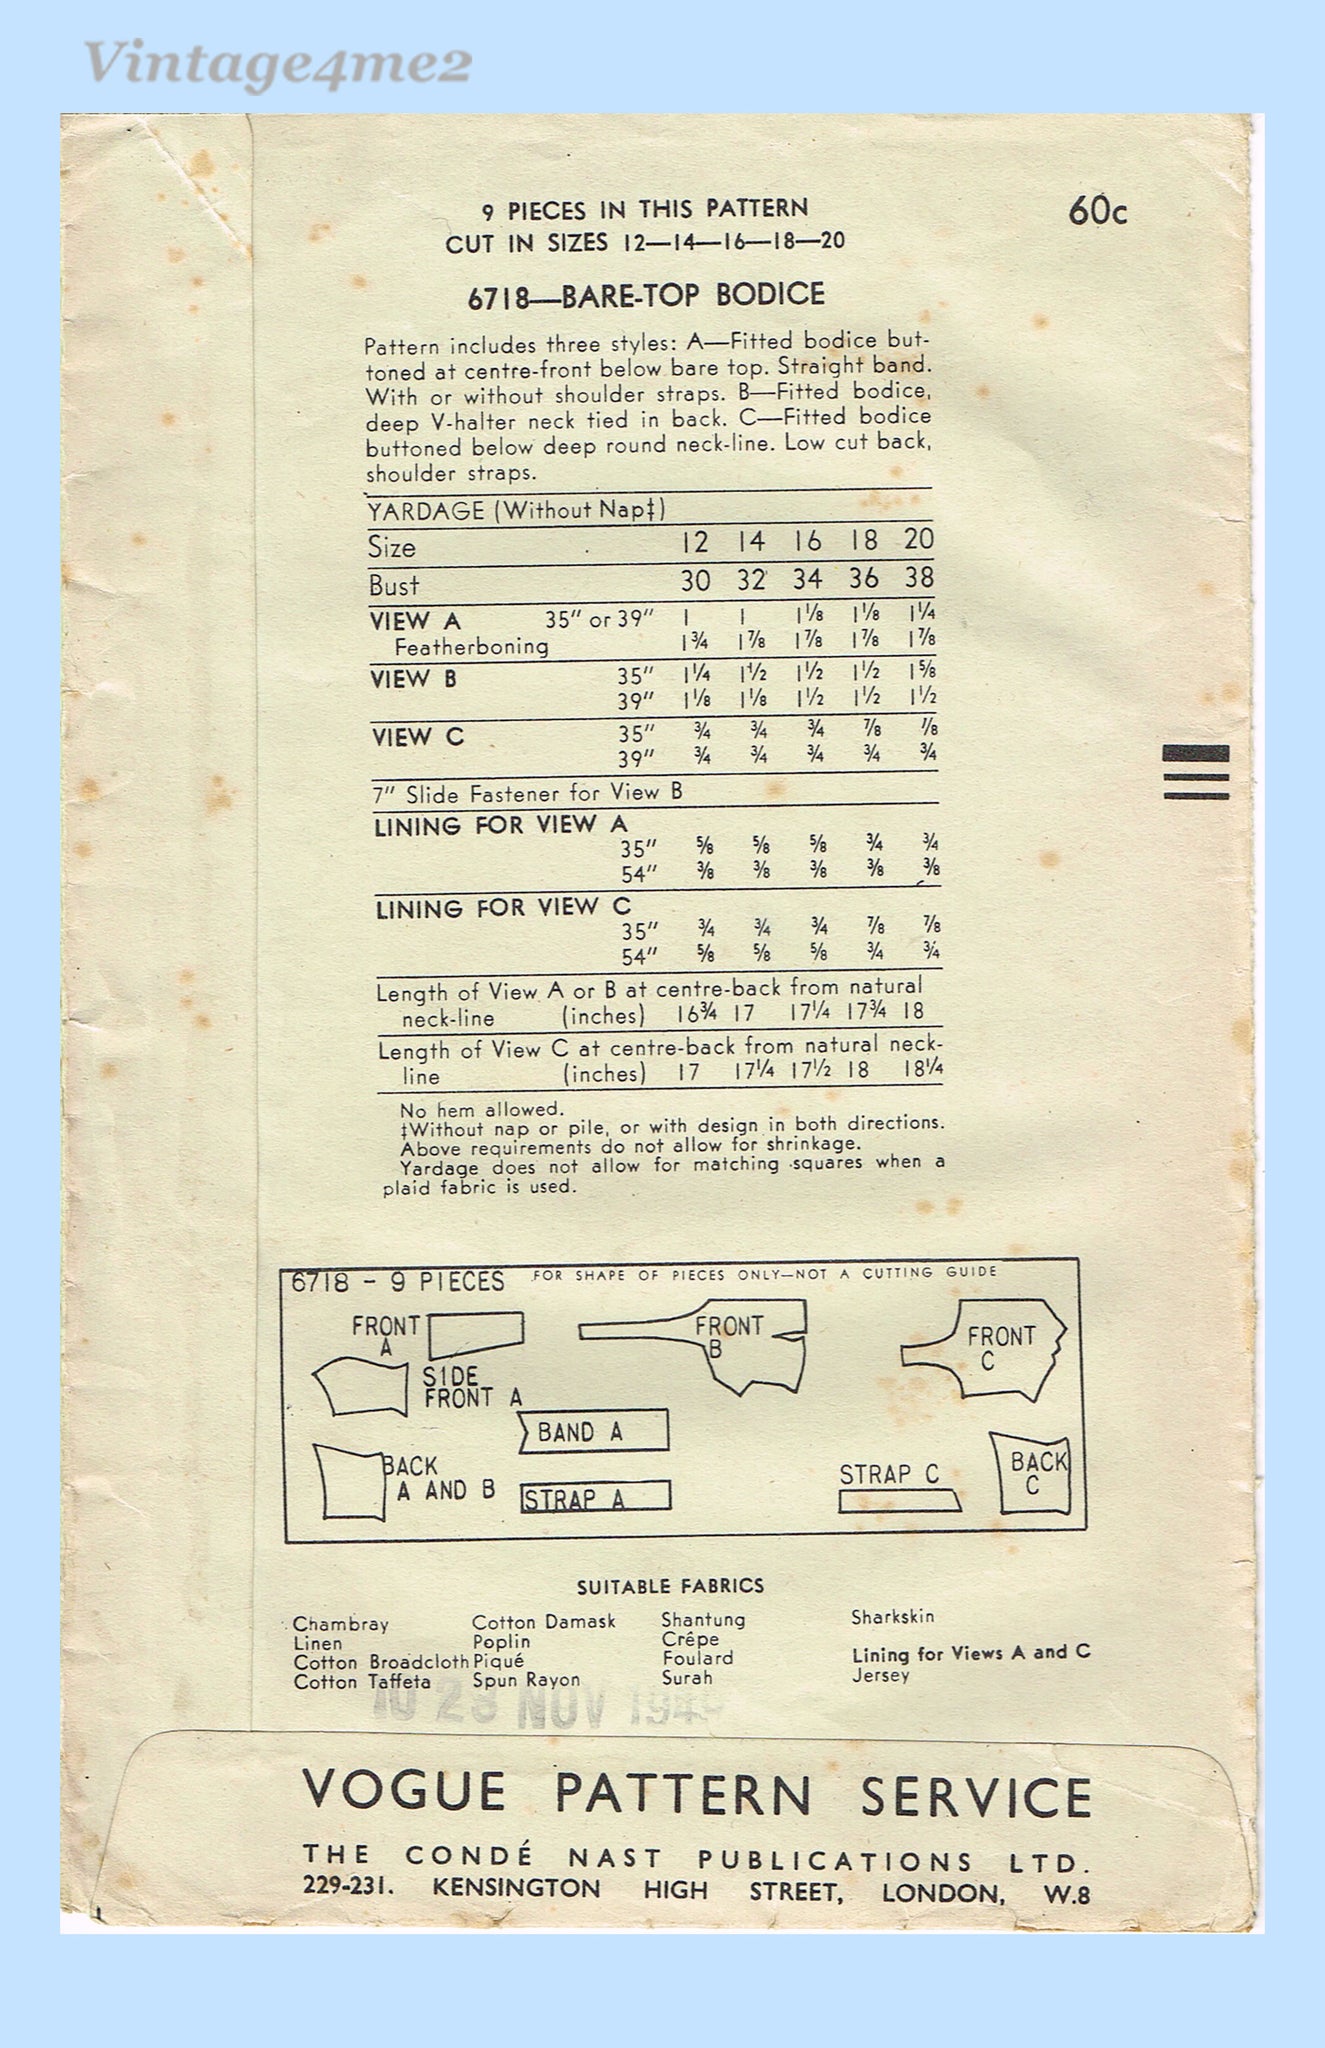 Vintage4me2
9 PIECES IN THIS PATTERN
60c
CUT IN SIZES 12—14—16—18—20
6718—BARE-TOP BODICE
Pattern includes three styles: A—Fitted bodice but-
toned at centre-front below bare top. Straight band.
With or without shoulder straps. B—Fitted bodice,
deep V-halter neck tied in back. C—Fitted bodice
buttoned below deep round neck-line. Low cut back,
shoulder straps.
YARDAGE (Without Nap‡)
Size 12 14 16 18 20
Bust 30 32 34 36 38
VIEW A 35" or 39" 1 1 1⅛ 1⅛ 1¼
Featherboning 1¾ 1⅞ 1⅞ 1⅞ 1⅞
VIEW B 35" 1¼ 1½ 1½ 1½ 1⅝
39" 1⅛ 1⅛ 1½ 1½ 1½
VIEW C 35" ¾ ¾ ¾ ⅞ ⅞
39" ¾ ¾ ¾ ¾ ¾
7" Slide Fastener for View B
LINING FOR VIEW A
35" ⅝ ⅝ ⅝ ¾ ¾
54" ⅜ ⅜ ⅜ ⅜ ⅜
LINING FOR VIEW C
35" ¾ ¾ ¾ ⅞ ⅞
54" ⅝ ⅝ ⅝ ¾ ¾
Length of View A or B at centre-back from natural
neck-line (inches) 16¾ 17 17¼ 17¾ 18
Length of View C at centre-back from natural neck-
line (inches) 17 17¼ 17½ 18 18¼
No hem allowed.
‡Without nap or pile, or with design in both directions.
Above requirements do not allow for shrinkage.
Yardage does not allow for matching squares when a
plaid fabric is used.
6718 - 9 PIECES FOR SHAPE OF PIECES ONLY—NOT A CUTTING GUIDE
FRONT
A
FRONT
B
FRONT
C
SIDE
FRONT A
BAND A
BACK
A AND B
STRAP A
STRAP C
BACK
C
SUITABLE FABRICS
Chambray Cotton Damask Shantung Sharkskin
Linen Poplin Crêpe
Cotton Broadcloth Piqué Foulard Lining for Views A and C
Cotton Taffeta Spun Rayon Surah Jersey
28 NOV
VOGUE PATTERN SERVICE
THE CONDÉ NAST PUBLICATIONS LTD.
229-231. KENSINGTON HIGH STREET, LONDON, W.8